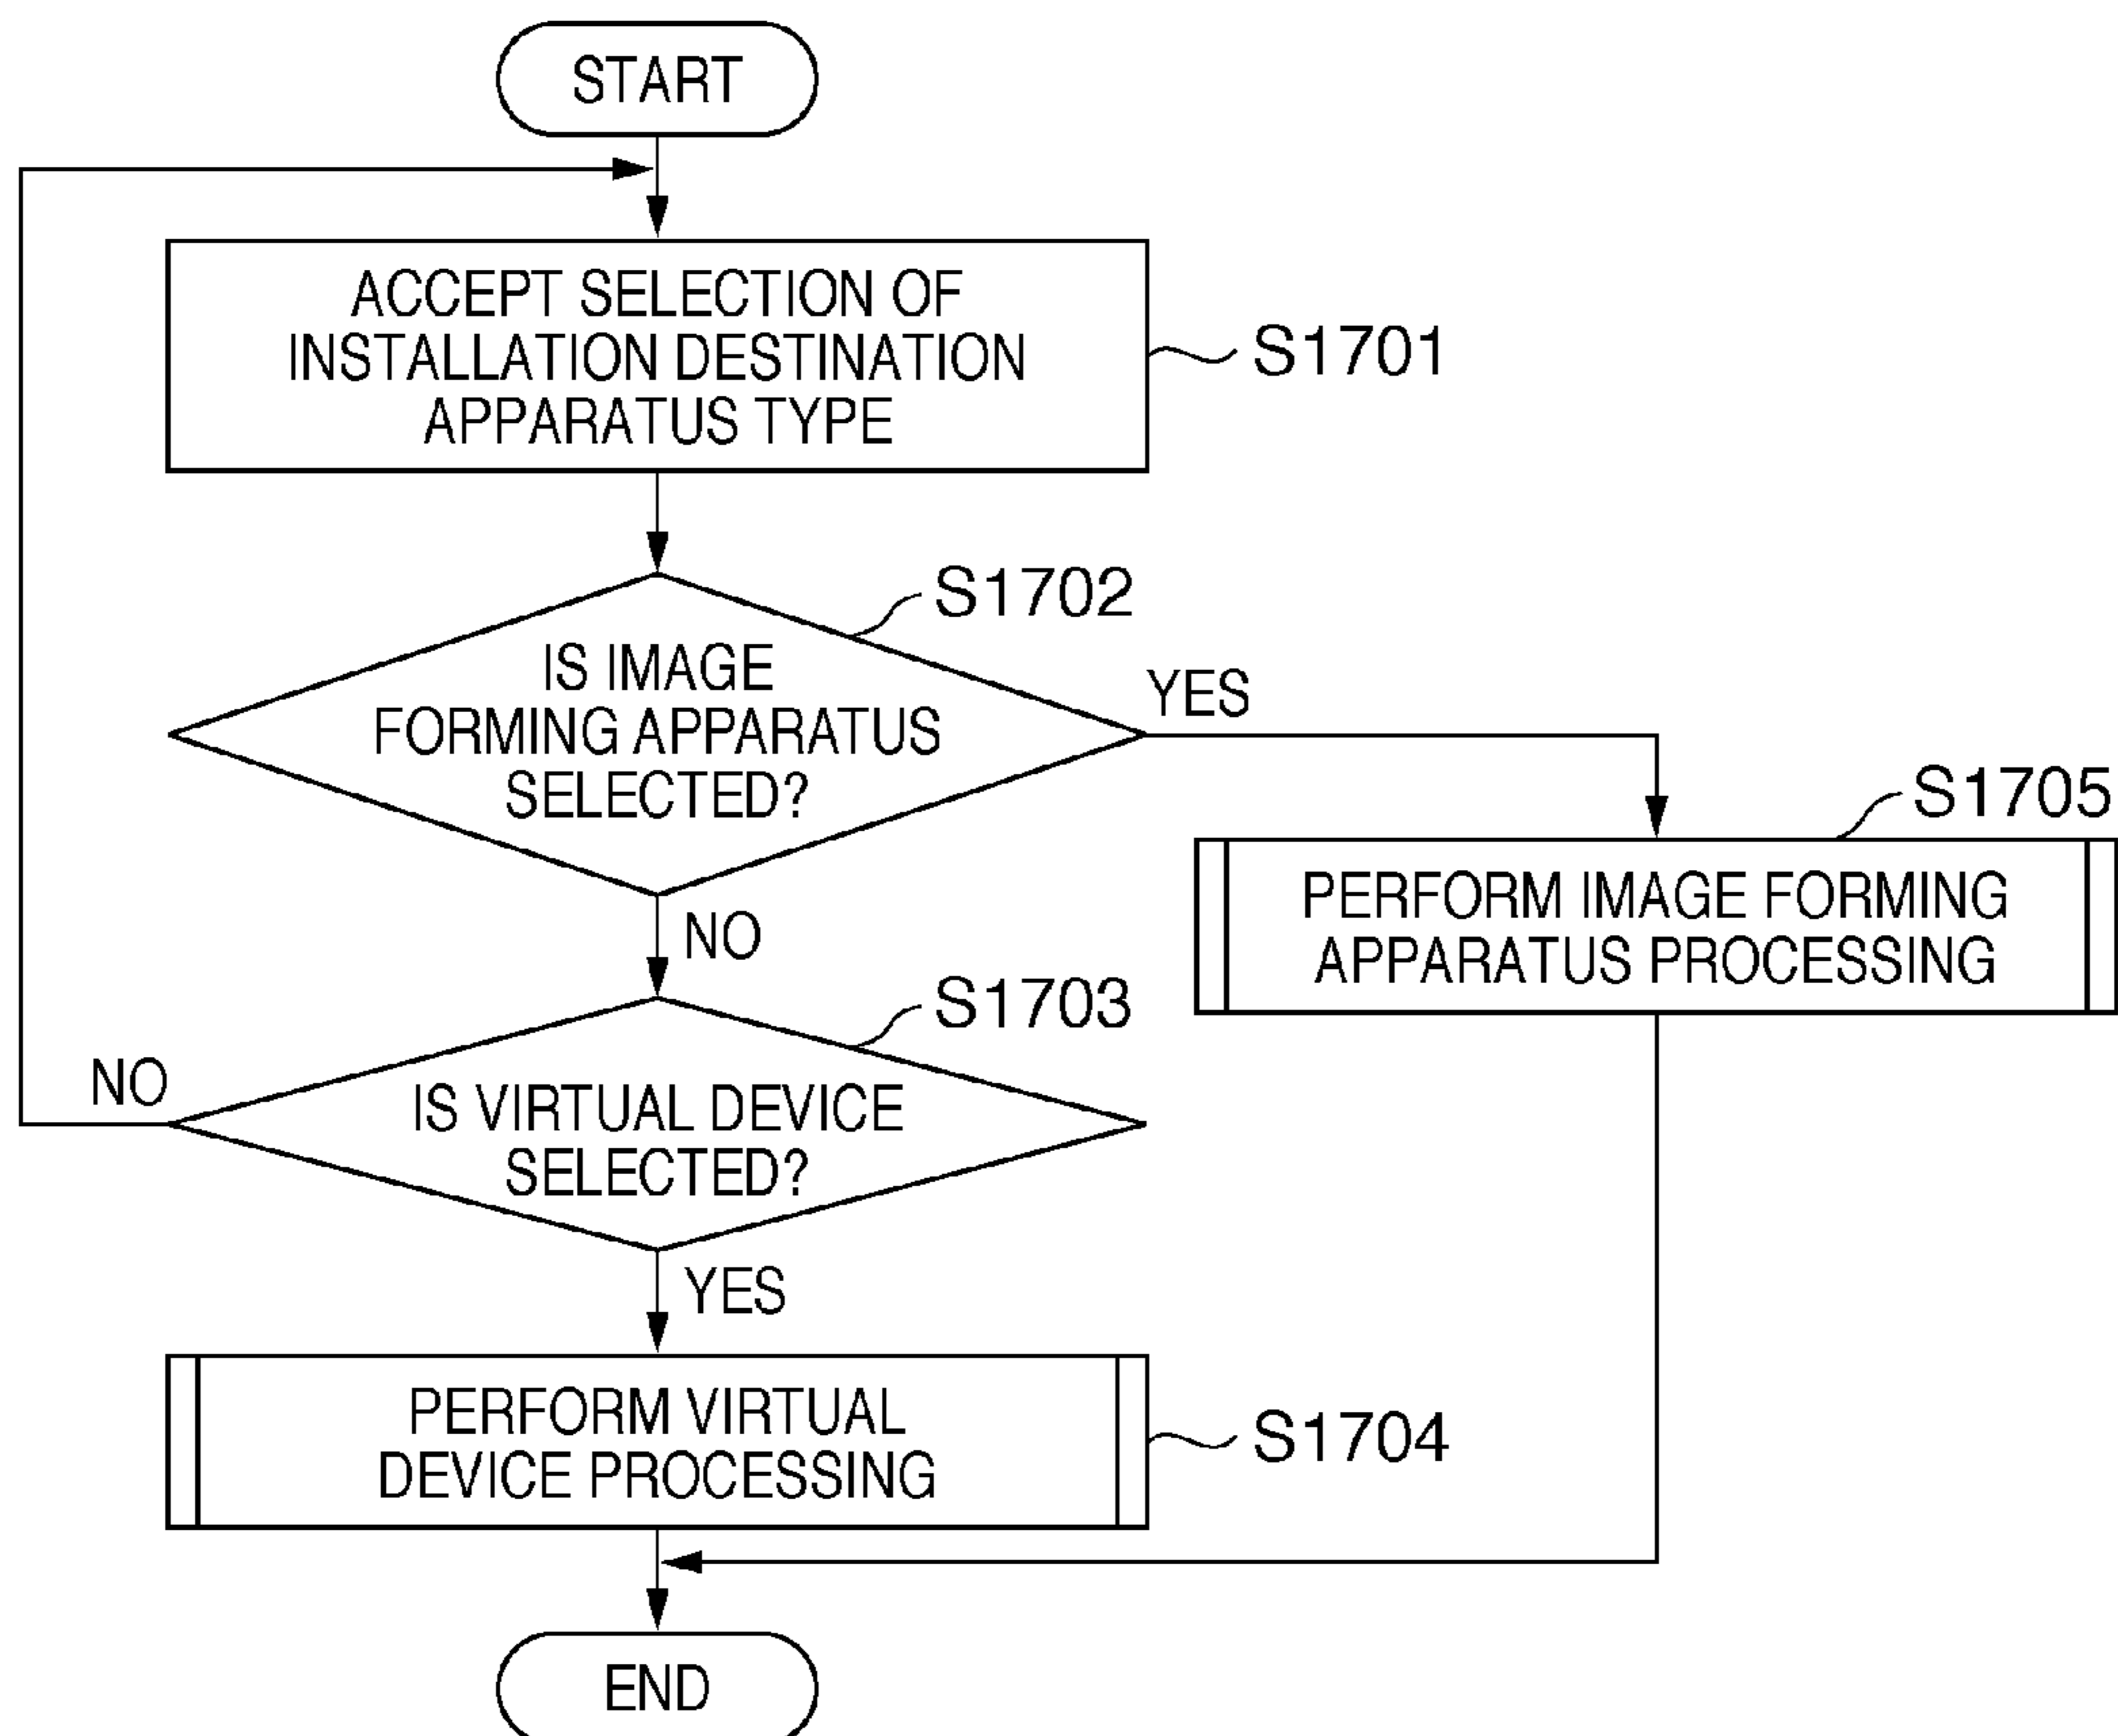 START
ACCEPT SELECTION OF
INSTALLATION DESTINATION
APPARATUS TYPE
S1701
S1702
IS IMAGE
FORMING APPARATUS
SELECTED?
YES
S1705
PERFORM IMAGE FORMING
APPARATUS PROCESSING
NO
S1703
IS VIRTUAL DEVICE
SELECTED?
NO
YES
PERFORM VIRTUAL
DEVICE PROCESSING
S1704
END